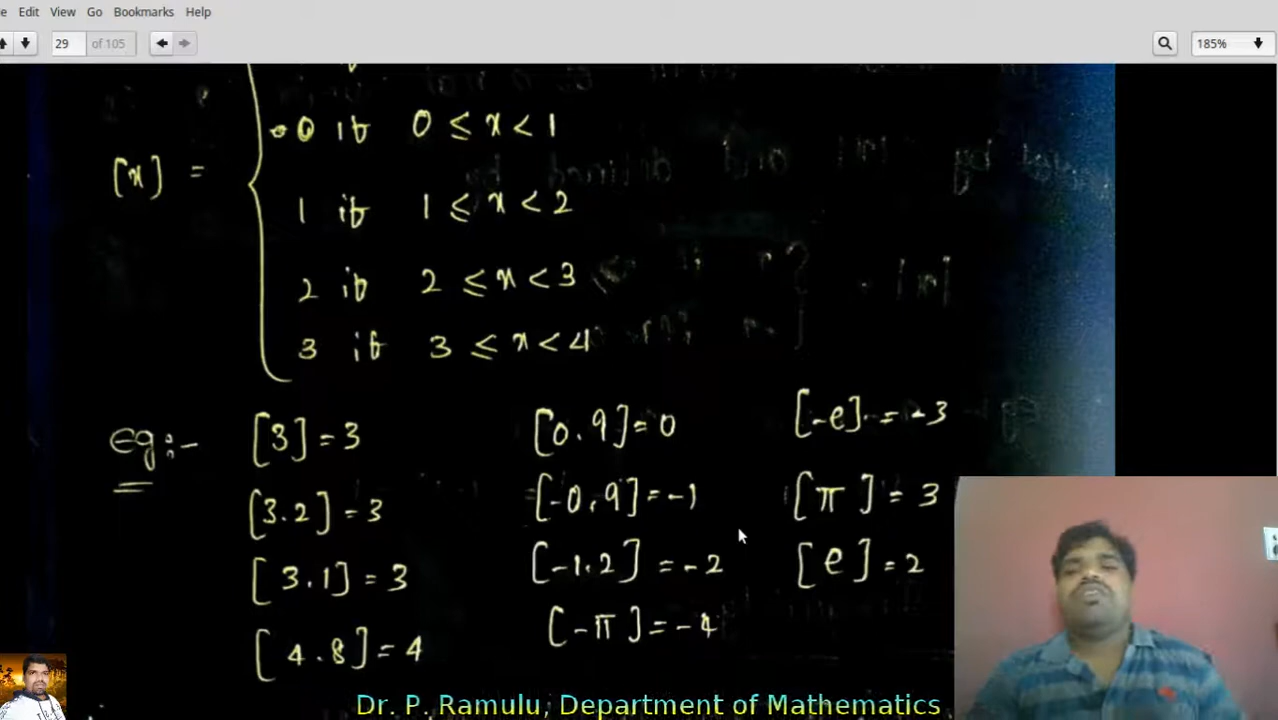 Edit View Go Bookmarks Help
29 of 105 185%
0 if 0 ≤ x < 1
[x] =
1 if 1 ≤ x < 2
2 if 2 ≤ x < 3
3 if 3 ≤ x < 4
eg:- [3] = 3 [0.9] = 0 [-e] = -3
[3.2] = 3 [-0.9] = -1 [π] = 3
[3.1] = 3 [-1.2] = -2 [e] = 2
[4.8] = 4 [-π] = -4
Dr. P. Ramulu, Department of Mathematics